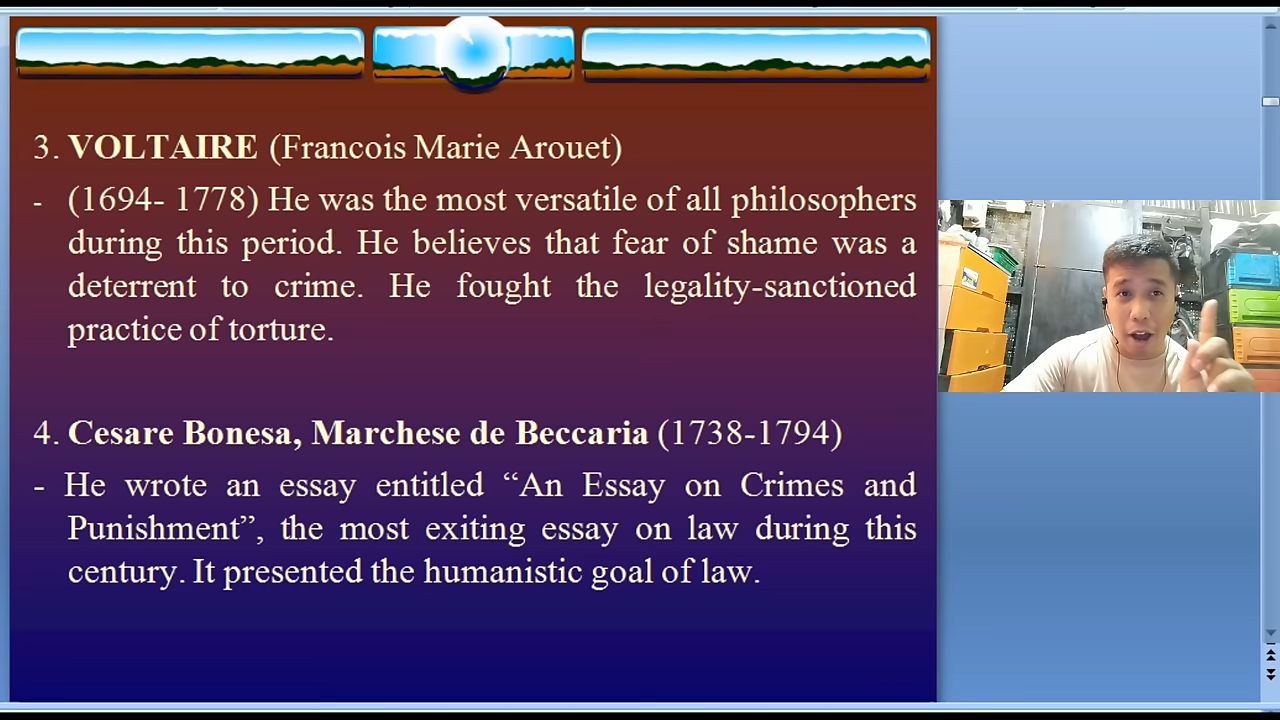 3. VOLTAIRE (Francois Marie Arouet)
- (1694- 1778) He was the most versatile of all philosophers
during this period. He believes that fear of shame was a
deterrent to crime. He fought the legality-sanctioned
practice of torture.
4. Cesare Bonesa, Marchese de Beccaria (1738-1794)
- He wrote an essay entitled “An Essay on Crimes and
Punishment”, the most exiting essay on law during this
century. It presented the humanistic goal of law.